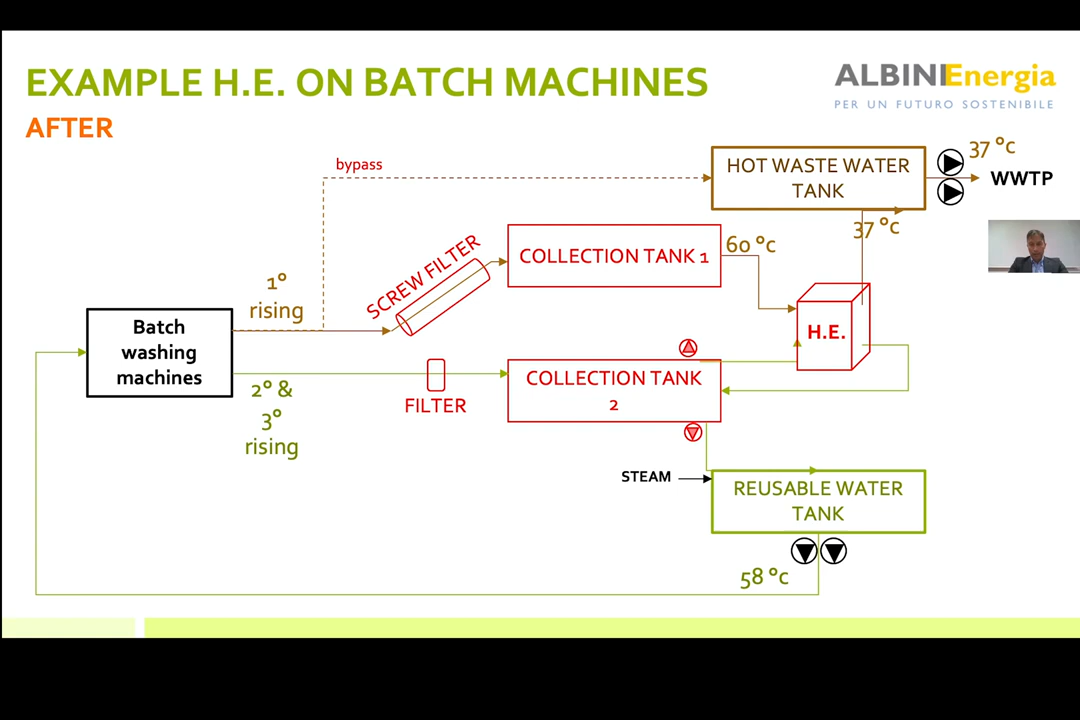 EXAMPLE H.E. ON BATCH MACHINES
AFTER
ALBINIEnergia
PER UN FUTURO SOSTENIBILE
bypass
HOT WASTE WATER
TANK
37 °c
WWTP
37 °c
SCREW FILTER
COLLECTION TANK 1
60 °c
1°
rising
Batch
washing
machines
H.E.
2° &
3°
rising
FILTER
COLLECTION TANK
2
STEAM
REUSABLE WATER
TANK
58 °c